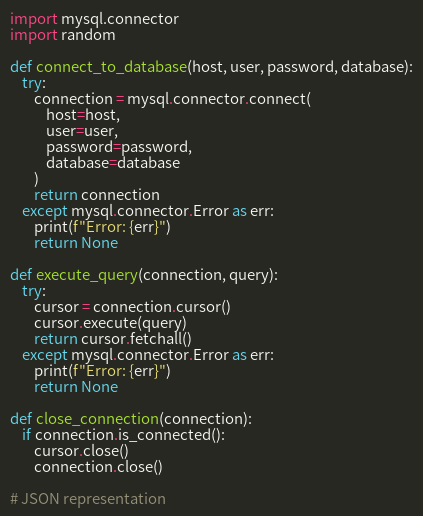 import mysql.connector
import random

def connect_to_database(host, user, password, database):
    try:
        connection = mysql.connector.connect(
            host=host,
            user=user,
            password=password,
            database=database
        )
        return connection
    except mysql.connector.Error as err:
        print(f"Error: {err}")
        return None

def execute_query(connection, query):
    try:
        cursor = connection.cursor()
        cursor.execute(query)
        return cursor.fetchall()
    except mysql.connector.Error as err:
        print(f"Error: {err}")
        return None

def close_connection(connection):
    if connection.is_connected():
        cursor.close()
        connection.close()

# JSON representation